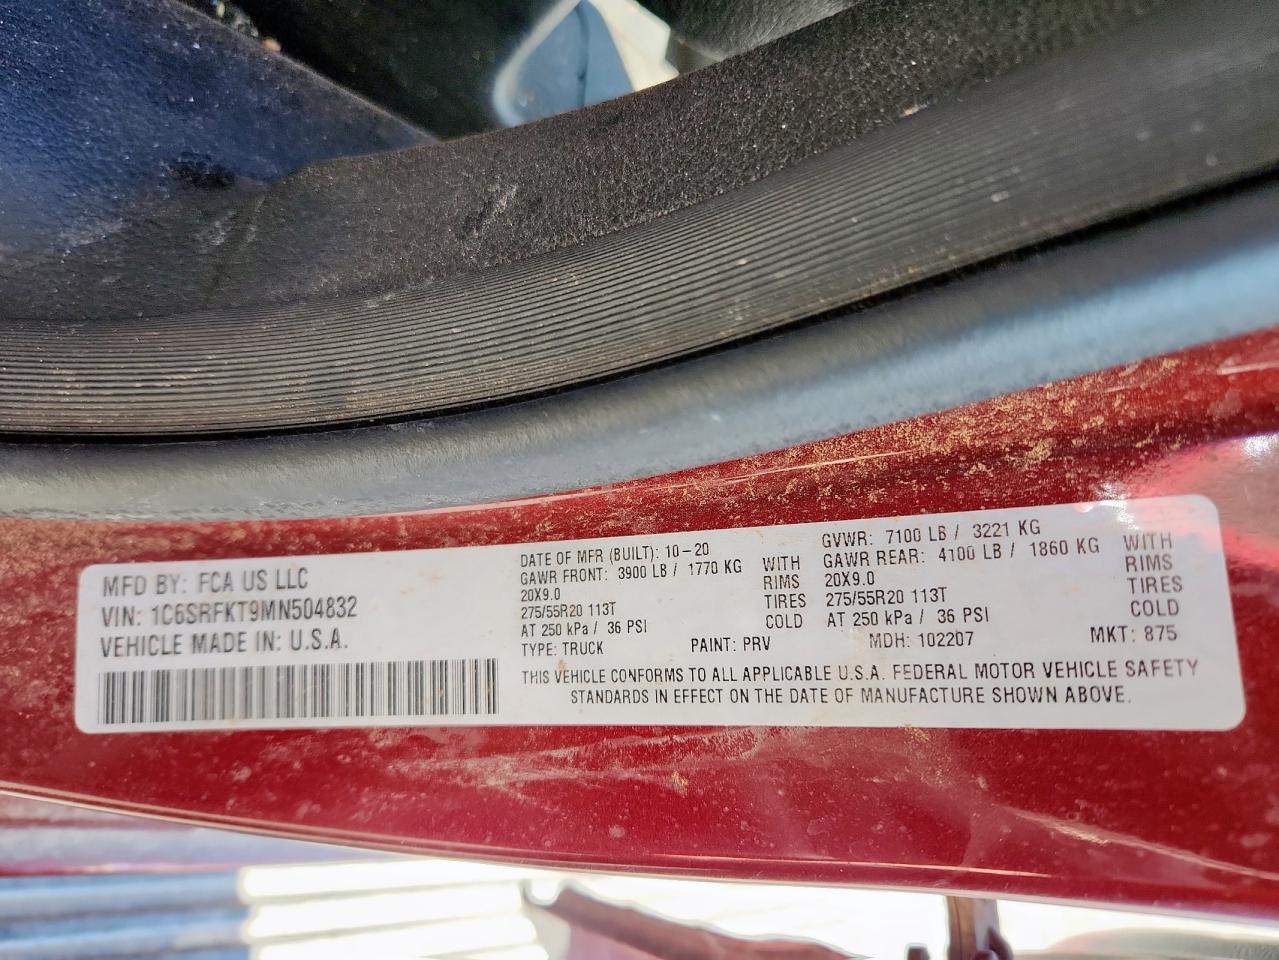 MFD BY: FCA US LLC
VIN: 1C6SRFKT9MN504832
VEHICLE MADE IN: U.S.A.
DATE OF MFR (BUILT): 10-20
GAWR FRONT: 3900 LB / 1770 KG WITH
20X9.0 RIMS
275/55R20 113T TIRES
AT 250 kPa / 36 PSI COLD
GVWR: 7100 LB / 3221 KG
GAWR REAR: 4100 LB / 1860 KG WITH
20X9.0 RIMS
275/55R20 113T TIRES
AT 250 kPa / 36 PSI COLD
TYPE: TRUCK PAINT: PRV MDH: 102207 MKT: 875
THIS VEHICLE CONFORMS TO ALL APPLICABLE U.S.A. FEDERAL MOTOR VEHICLE SAFETY
STANDARDS IN EFFECT ON THE DATE OF MANUFACTURE SHOWN ABOVE.